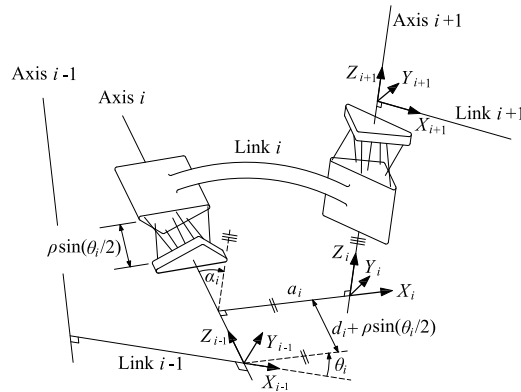 Axis i+1
Axis i-1
Z_{i+1}
Y_{i+1}
Axis i
X_{i+1}
Link i+1
Link i
ρsin(θ_i/2)
α_i
Z_i
Y_i
a_i
X_i
d_i+ρsin(θ_i/2)
Z_{i-1}
Y_{i-1}
Link i-1
θ_i
X_{i-1}